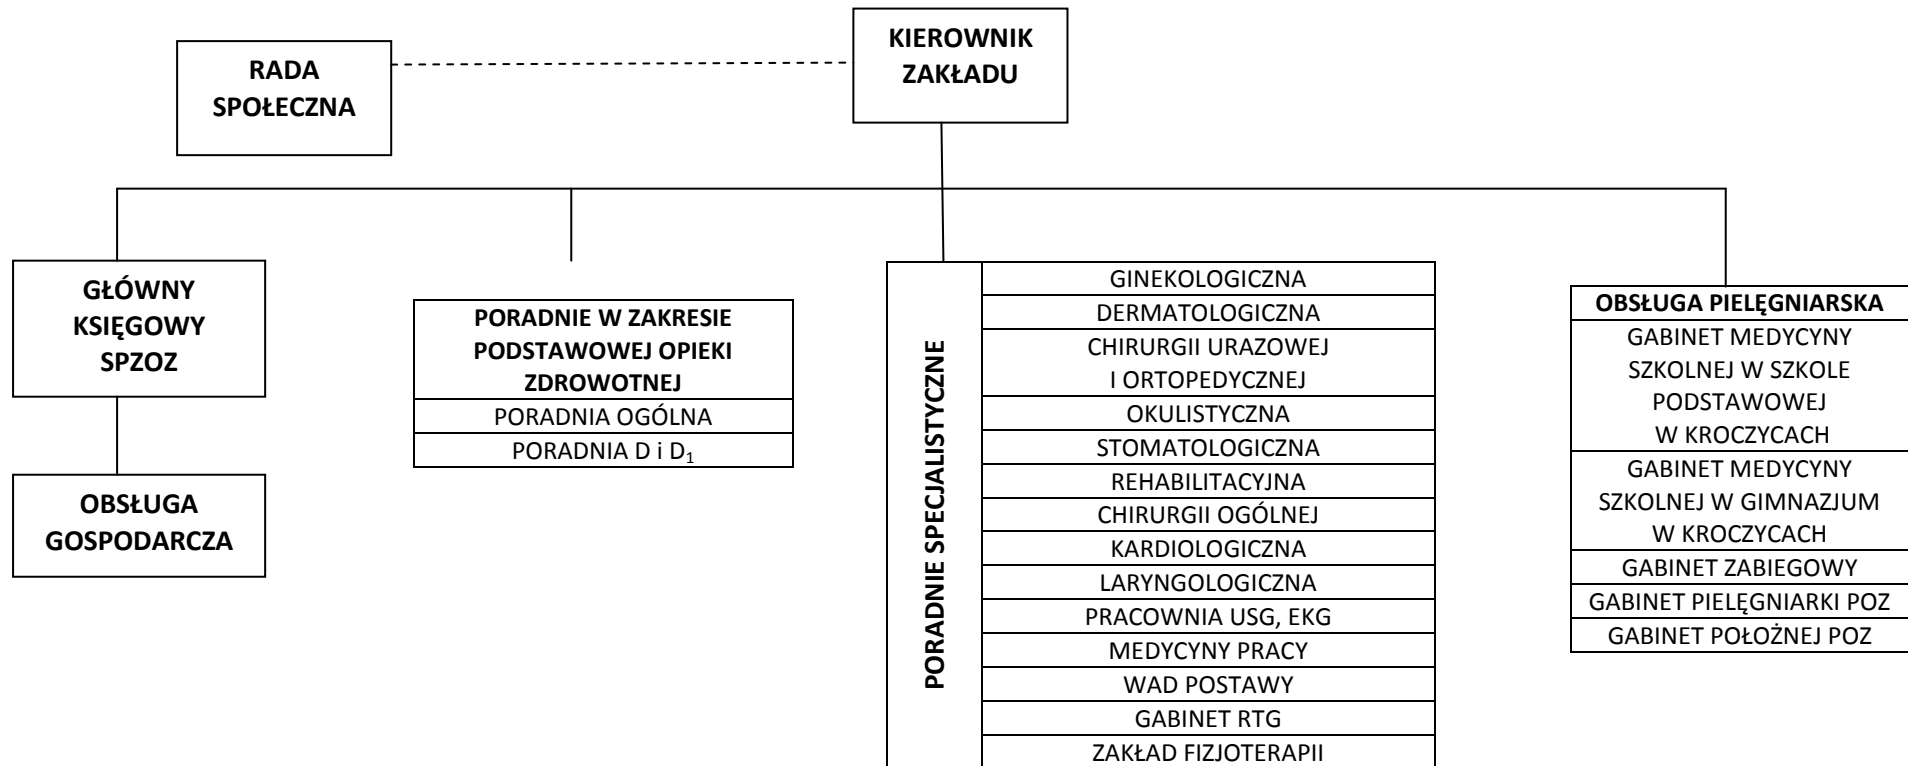 RADA
SPOŁECZNA
KIEROWNIK
ZAKŁADU
GŁÓWNY
KSIĘGOWY
SPZOZ
OBSŁUGA
GOSPODARCZA
PORADNIE W ZAKRESIE
PODSTAWOWEJ OPIEKI
ZDROWOTNEJ
PORADNIA OGÓLNA
PORADNIA D i D₁
PORADNIE SPECJALISTYCZNE
GINEKOLOGICZNA
DERMATOLOGICZNA
CHIRURGII URAZOWEJ
I ORTOPEDYCZNEJ
OKULISTYCZNA
STOMATOLOGICZNA
REHABILITACYJNA
CHIRURGII OGÓLNEJ
KARDIOLOGICZNA
LARYNGOLOGICZNA
PRACOWNIA USG, EKG
MEDYCYNY PRACY
WAD POSTAWY
GABINET RTG
ZAKŁAD FIZJOTERAPII
OBSŁUGA PIELĘGNIARSKA
GABINET MEDYCYNY
SZKOLNEJ W SZKOLE
PODSTAWOWEJ
W KROCZYCACH
GABINET MEDYCYNY
SZKOLNEJ W GIMNAZJUM
W KROCZYCACH
GABINET ZABIEGOWY
GABINET PIELĘGNIARKI POZ
GABINET POŁOŻNEJ POZ